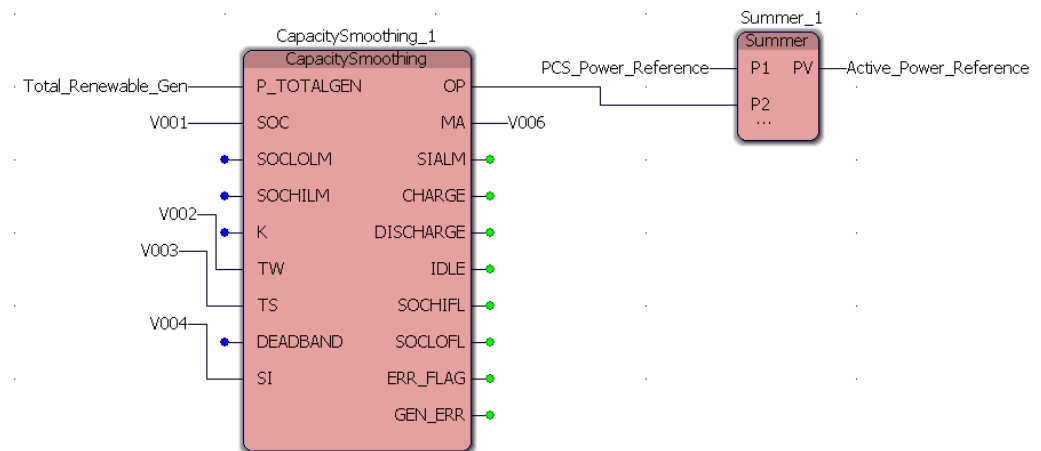 Summer_1
CapacitySmoothing_1
Summer
CapacitySmoothing
PCS_Power_Reference P1 PV Active_Power_Reference
Total_Renewable_Gen P_TOTALGEN OP
P2
...
V001 SOC MA V006
SOCLOLM SIALM
SOCHILM CHARGE
V002
K DISCHARGE
V003
TW IDLE
TS SOCHIFL
V004
DEADBAND SOCLOFL
SI ERR_FLAG
GEN_ERR